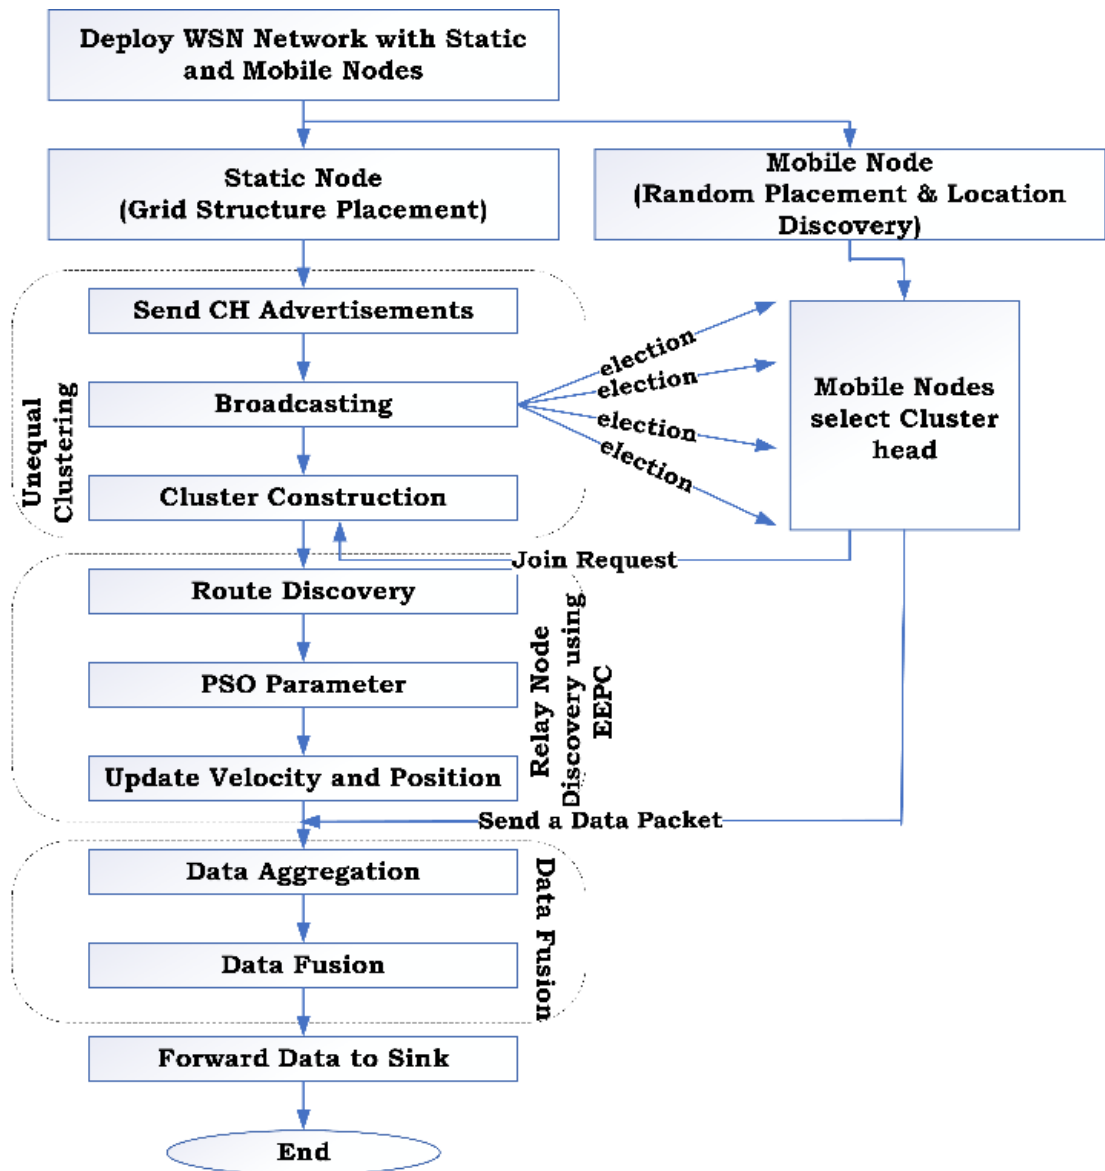 Deploy WSN Network with Static
and Mobile Nodes
Static Node
(Grid Structure Placement)
Mobile Node
(Random Placement & Location
Discovery)
Unequal
Clustering
Send CH Advertisements
Broadcasting
Cluster Construction
election
election
election
election
Mobile Nodes
select Cluster
head
Join Request
Route Discovery
PSO Parameter
Update Velocity and Position
Relay Node
Discovery using
EEPC
Send a Data Packet
Data Aggregation
Data Fusion
Data Fusion
Forward Data to Sink
End